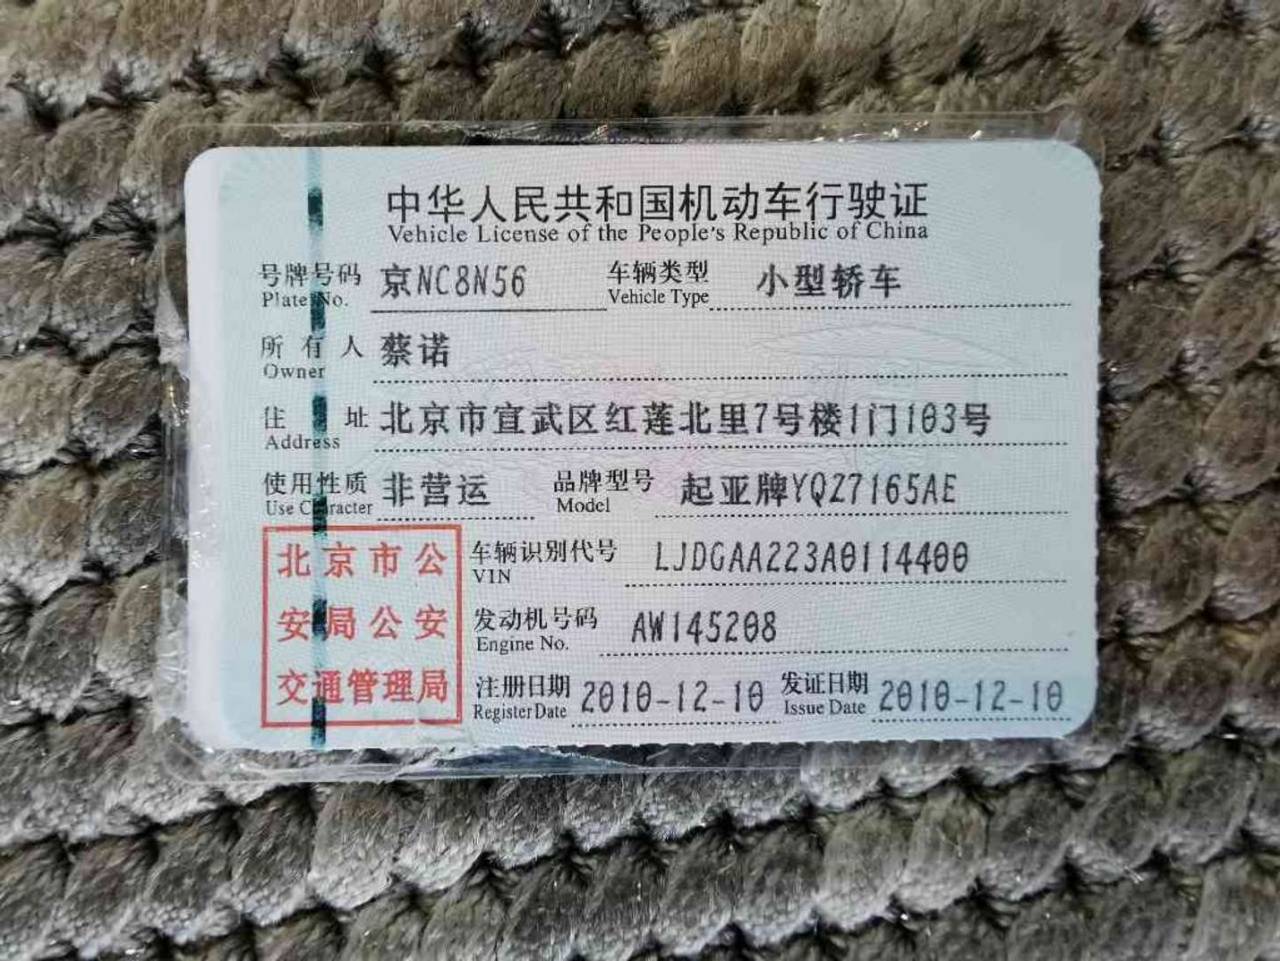 中华人民共和国机动车行驶证
Vehicle License of the People's Republic of China
号牌号码 京NC8N56 车辆类型 小型轿车
Plate No. Vehicle Type
所有人 蔡诺
Owner
住址 北京市宣武区红莲北里7号楼1门103号
Address
使用性质 非营运 品牌型号 起亚牌YQZ7165AE
Use Character Model
北京市公
安局公安
交通管理局
车辆识别代号 LJDGAA223A0114400
VIN
发动机号码 AW145208
Engine No.
注册日期 2010-12-10 发证日期 2010-12-10
Register Date Issue Date